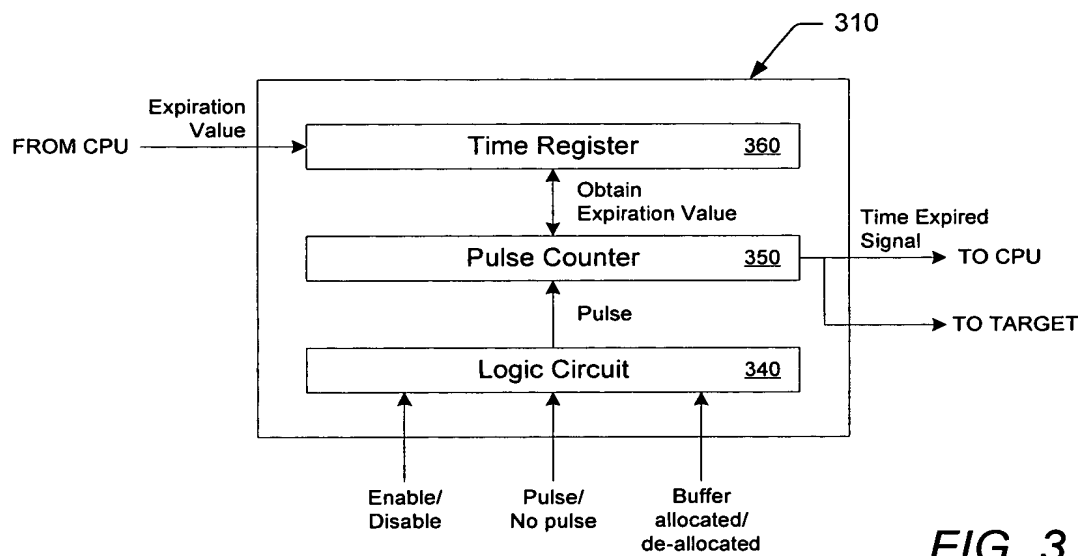 310
Expiration
Value
FROM CPU
Time Register 360
Obtain
Expiration Value
Time Expired
Signal
Pulse Counter 350
TO CPU
Pulse
TO TARGET
Logic Circuit 340
Enable/
Disable
Pulse/
No pulse
Buffer
allocated/
de-allocated
FIG. 3